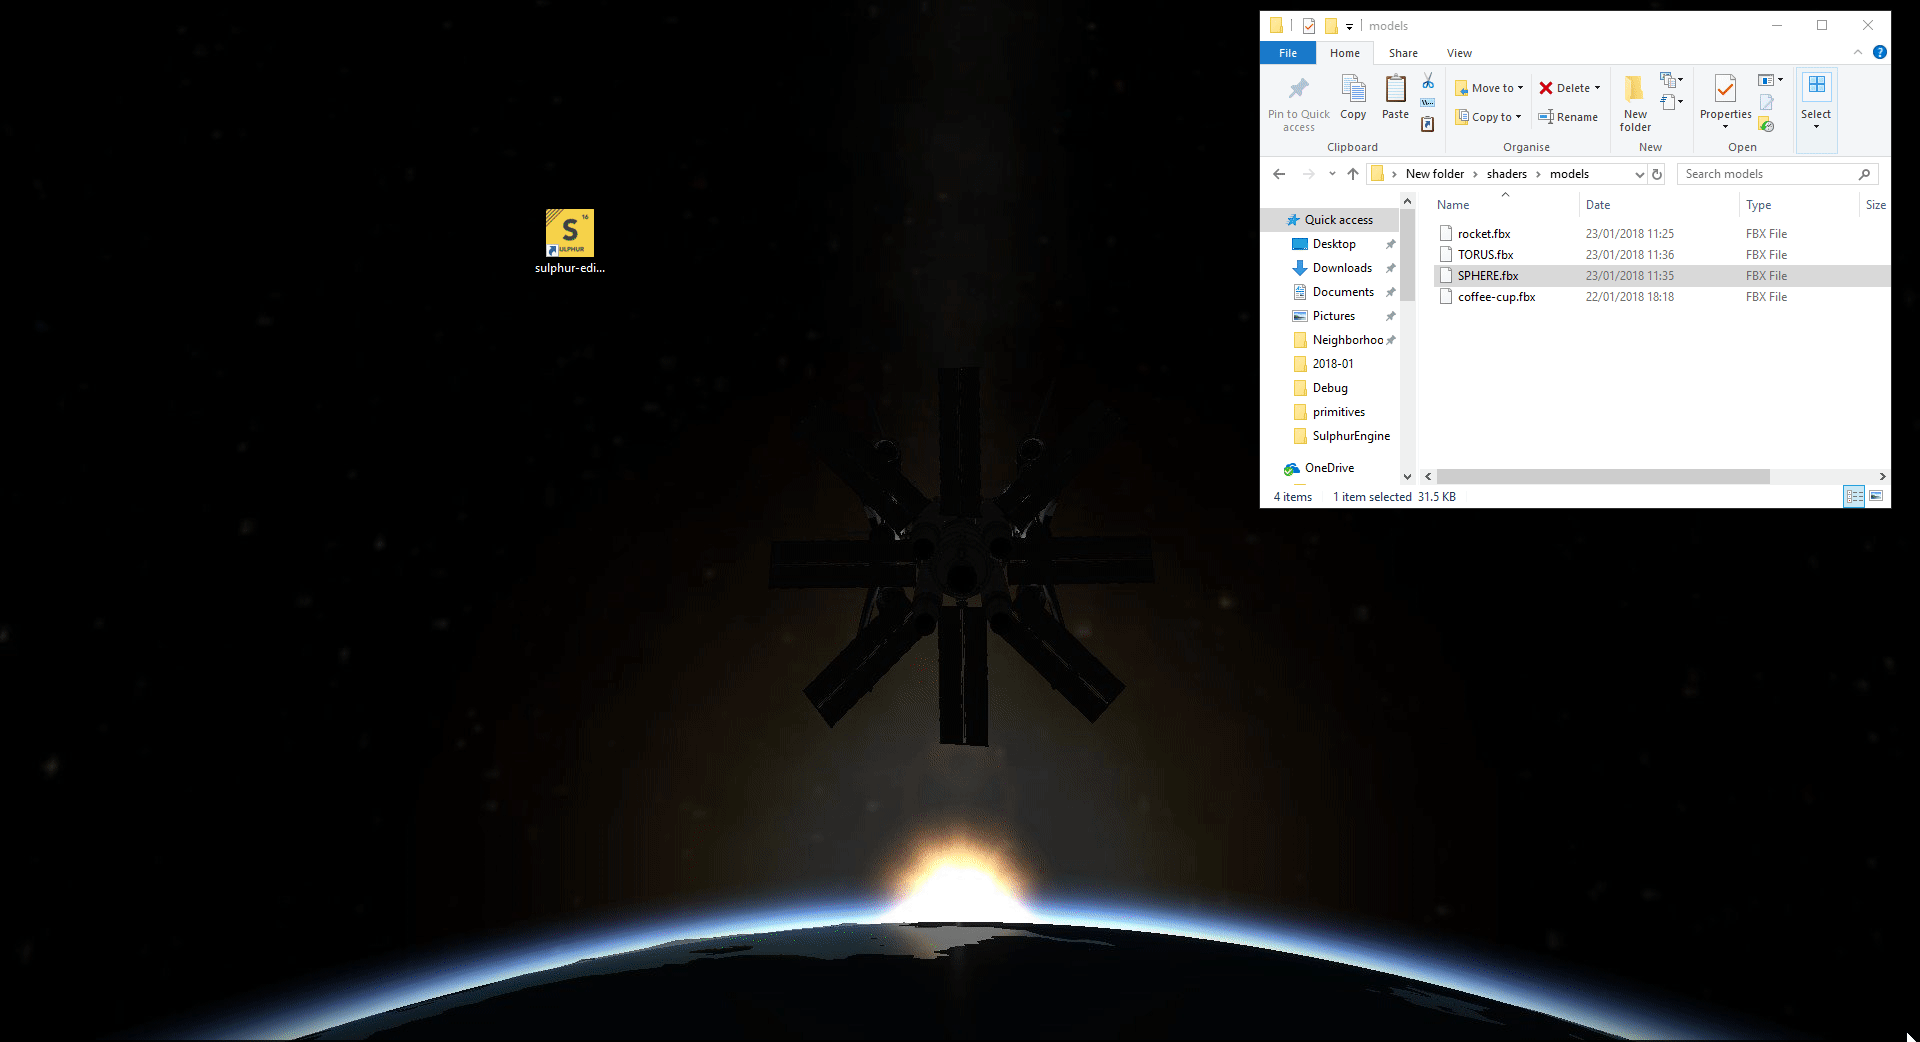 models
File Home Share View
Pin to Quick access
Copy
Paste
Move to
Copy to
Delete
Rename
New folder
Properties
Select
Clipboard Organise New Open
New folder shaders models
Search models
Quick access
Desktop
Downloads
Documents
Pictures
Neighborhoo
2018-01
Debug
primitives
SulphurEngine
OneDrive
Name Date Type Size
rocket.fbx 23/01/2018 11:25 FBX File
TORUS.fbx 23/01/2018 11:36 FBX File
SPHERE.fbx 23/01/2018 11:35 FBX File
coffee-cup.fbx 22/01/2018 18:18 FBX File
4 items 1 item selected 31.5 KB
16
S
ULPHUR
sulphur-edi...